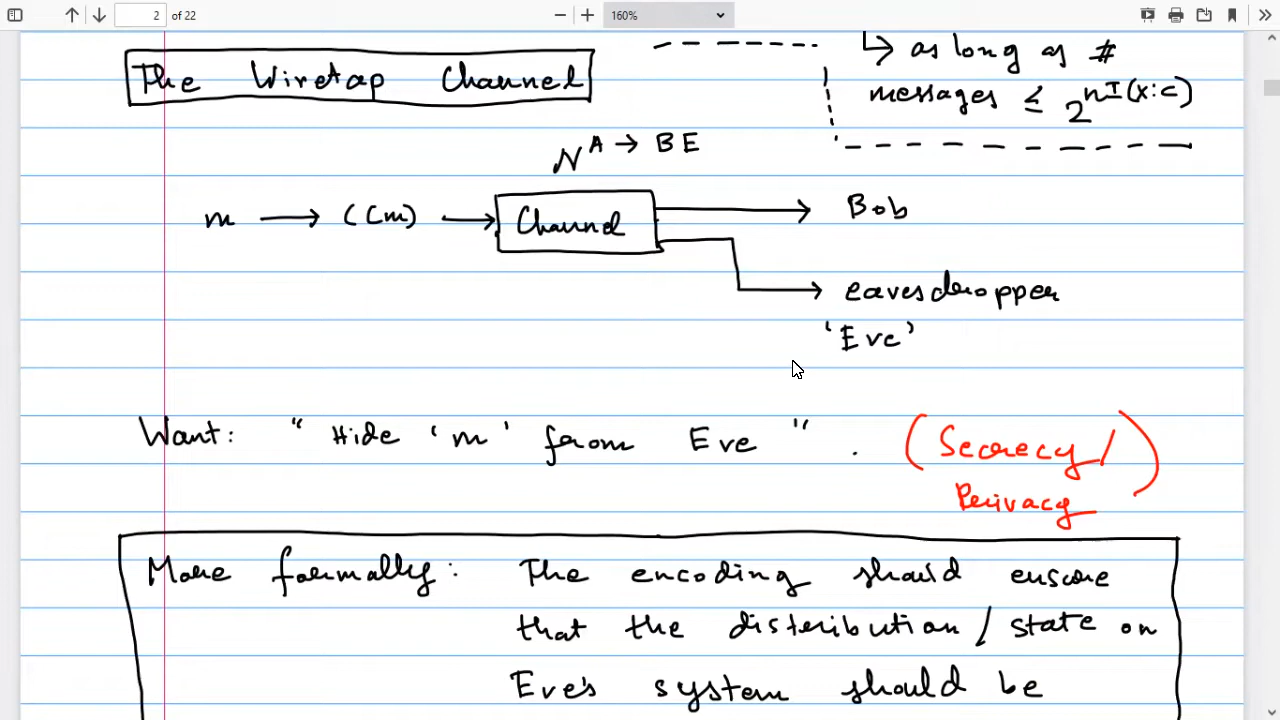 2 of 22
160%
The Wiretap Channel
↳ as long as #
messages ≤ 2^nI(X:C)
N^A → BE
m → C(m) → Channel → Bob
→ eavesdropper
'Eve'
Want: "Hide 'm' from Eve". (Secrecy/
Privacy)
More formally: The encoding should ensure
that the distribution / state on
Eve's system should be